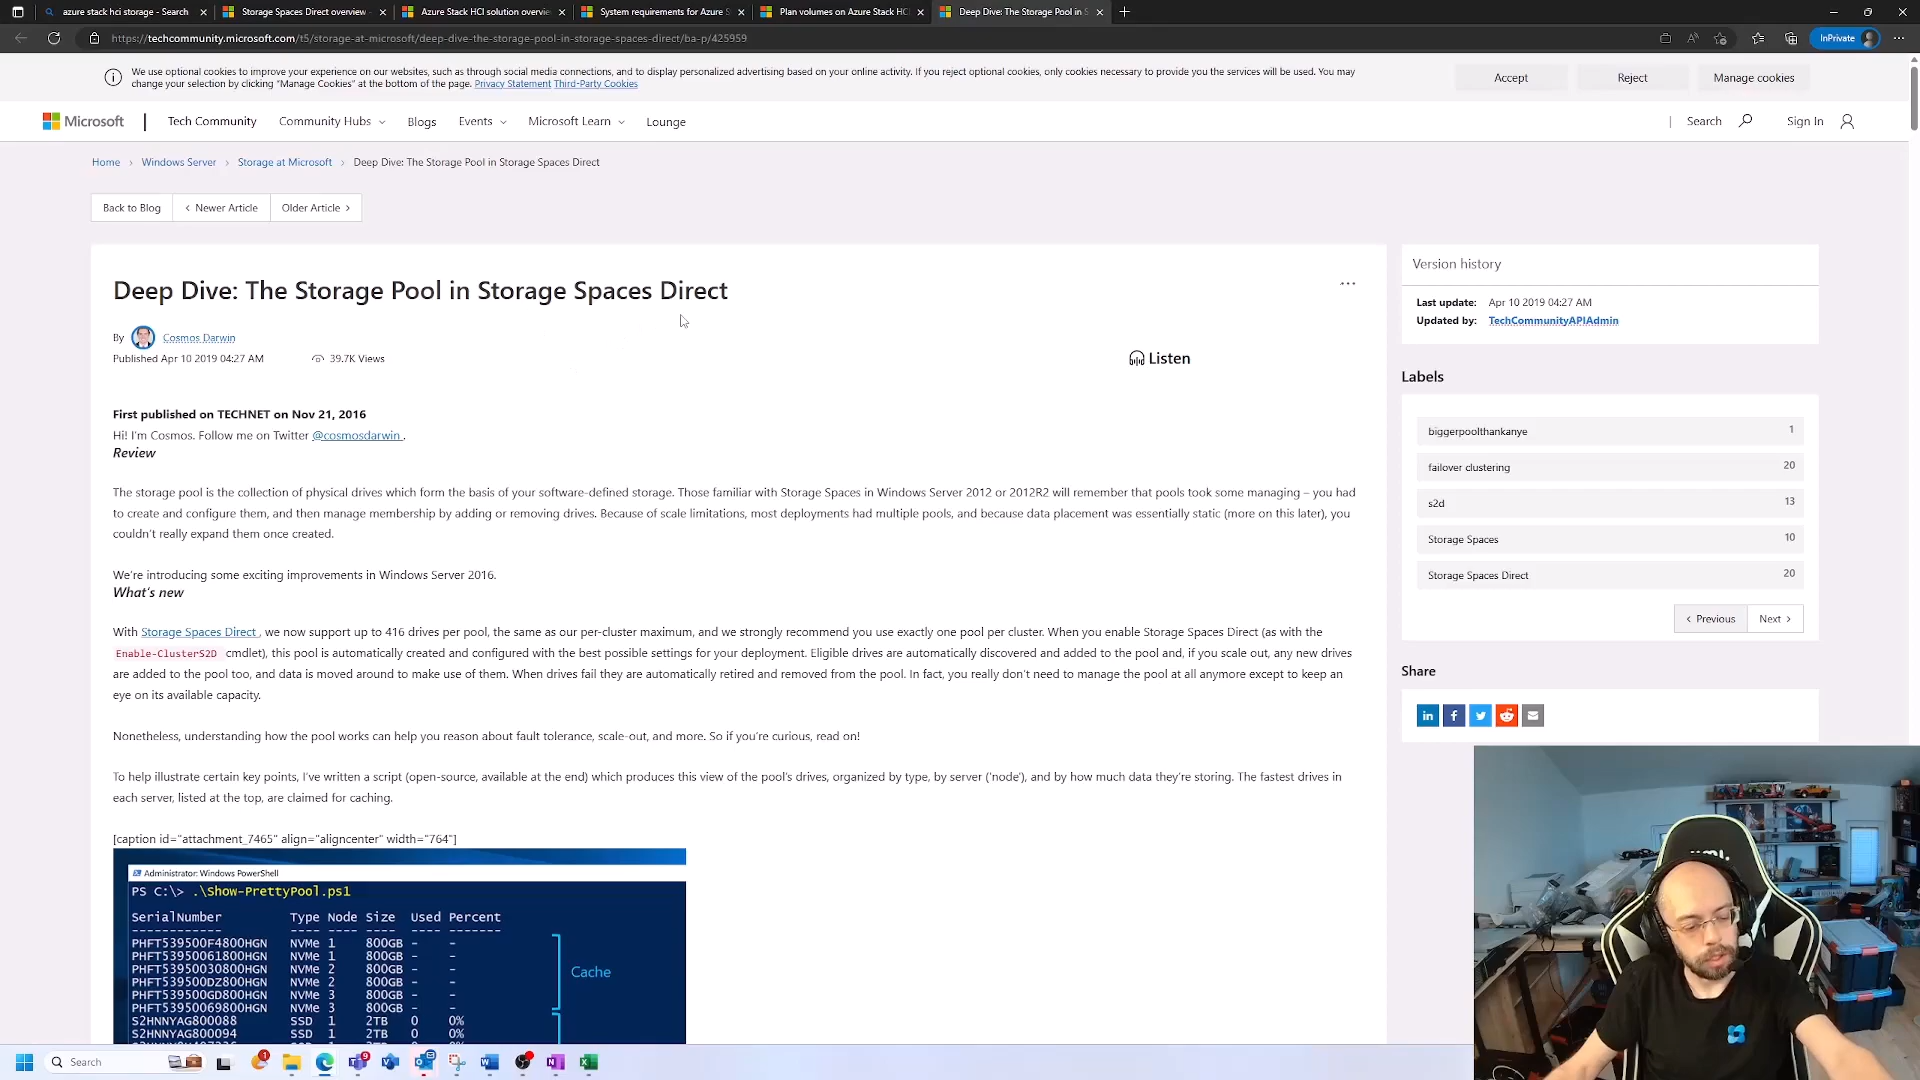 azure stack hci storage - Search
Storage Spaces Direct overview -
Azure Stack HCI solution overvie
System requirements for Azure S
Plan volumes on Azure Stack HC
Deep Dive: The Storage Pool in S
https://techcommunity.microsoft.com/t5/storage-at-microsoft/deep-dive-the-storage-pool-in-storage-spaces-direct/ba-p/425959
InPrivate
We use optional cookies to improve your experience on our websites, such as through social media connections, and to display personalized advertising based on your online activity. If you reject optional cookies, only cookies necessary to provide you the services will be used. You may
change your selection by clicking “Manage Cookies” at the bottom of the page. Privacy Statement Third-Party Cookies
Accept
Reject
Manage cookies
Microsoft
Tech Community
Community Hubs
Blogs
Events
Microsoft Learn
Lounge
Search
Sign In
Home > Windows Server > Storage at Microsoft > Deep Dive: The Storage Pool in Storage Spaces Direct
Back to Blog
< Newer Article
Older Article >
Deep Dive: The Storage Pool in Storage Spaces Direct
By Cosmos Darwin
Published Apr 10 2019 04:27 AM 39.7K Views
Listen
First published on TECHNET on Nov 21, 2016
Hi! I'm Cosmos. Follow me on Twitter @cosmosdarwin .
Review
The storage pool is the collection of physical drives which form the basis of your software-defined storage. Those familiar with Storage Spaces in Windows Server 2012 or 2012R2 will remember that pools took some managing – you had
to create and configure them, and then manage membership by adding or removing drives. Because of scale limitations, most deployments had multiple pools, and because data placement was essentially static (more on this later), you
couldn't really expand them once created.
We're introducing some exciting improvements in Windows Server 2016.
What's new
With Storage Spaces Direct , we now support up to 416 drives per pool, the same as our per-cluster maximum, and we strongly recommend you use exactly one pool per cluster. When you enable Storage Spaces Direct (as with the
Enable-ClusterS2D cmdlet), this pool is automatically created and configured with the best possible settings for your deployment. Eligible drives are automatically discovered and added to the pool and, if you scale out, any new drives
are added to the pool too, and data is moved around to make use of them. When drives fail they are automatically retired and removed from the pool. In fact, you really don't need to manage the pool at all anymore except to keep an
eye on its available capacity.
Nonetheless, understanding how the pool works can help you reason about fault tolerance, scale-out, and more. So if you're curious, read on!
To help illustrate certain key points, I've written a script (open-source, available at the end) which produces this view of the pool's drives, organized by type, by server ('node'), and by how much data they're storing. The fastest drives in
each server, listed at the top, are claimed for caching.
[caption id="attachment_7465" align="aligncenter" width="764"]
Administrator: Windows PowerShell
PS C:\> .\Show-PrettyPool.ps1
SerialNumber Type Node Size Used Percent
------------ ---- ---- ---- ---- -------
PHFT539500F4800HGN NVMe 1 800GB - -
PHFT53950061800HGN NVMe 1 800GB - -
PHFT53950030800HGN NVMe 2 800GB - -
PHFT539500DZ800HGN NVMe 2 800GB - -
PHFT539500GD800HGN NVMe 3 800GB - -
PHFT53950069800HGN NVMe 3 800GB - -
Cache
S2HNNYAG800088 SSD 1 2TB 0 0%
S2HNNYAG800094 SSD 1 2TB 0 0%
Version history
Last update: Apr 10 2019 04:27 AM
Updated by: TechCommunityAPIAdmin
Labels
biggerpoolthankanye 1
failover clustering 20
s2d 13
Storage Spaces 10
Storage Spaces Direct 20
< Previous
Next >
Share
Search